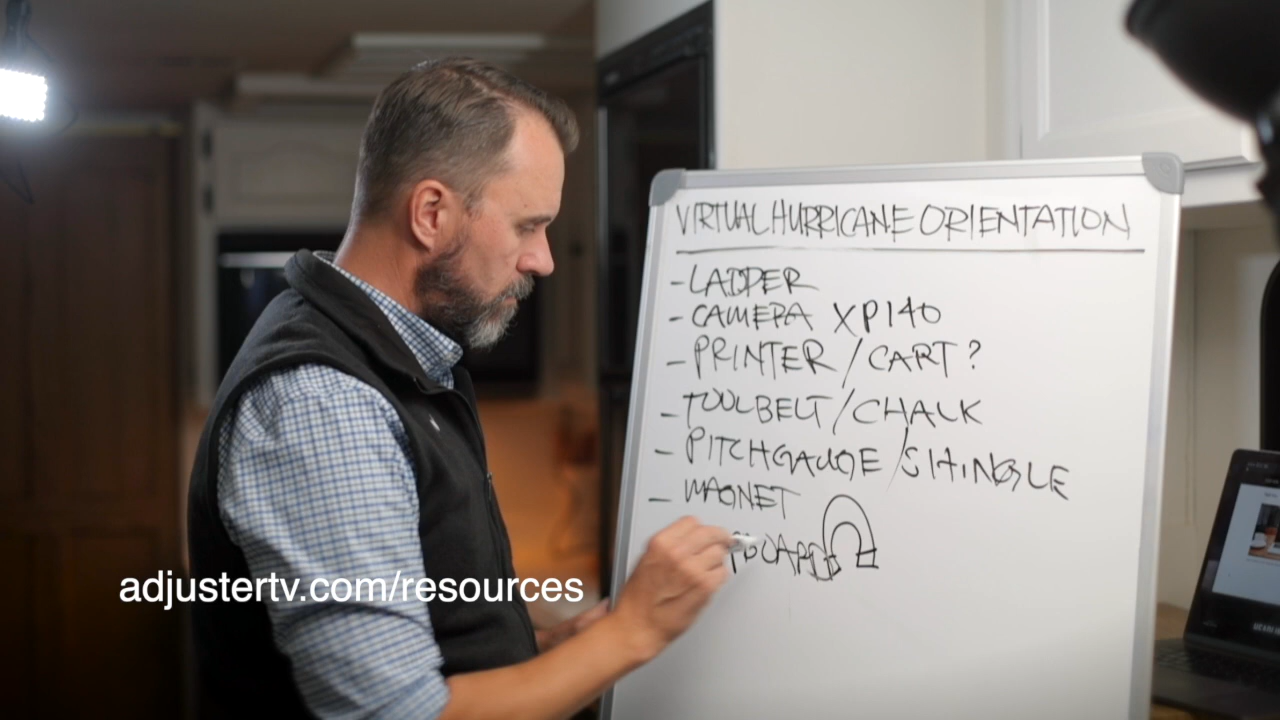 VIRTUAL HURRICANE ORIENTATION
- LADDER
- CAMERA XP140
- PRINTER / CART ?
- TOOLBELT / CHALK
- PITCHGAUGE / SHINGLE
- MAGNET
adjustertv.com/resources